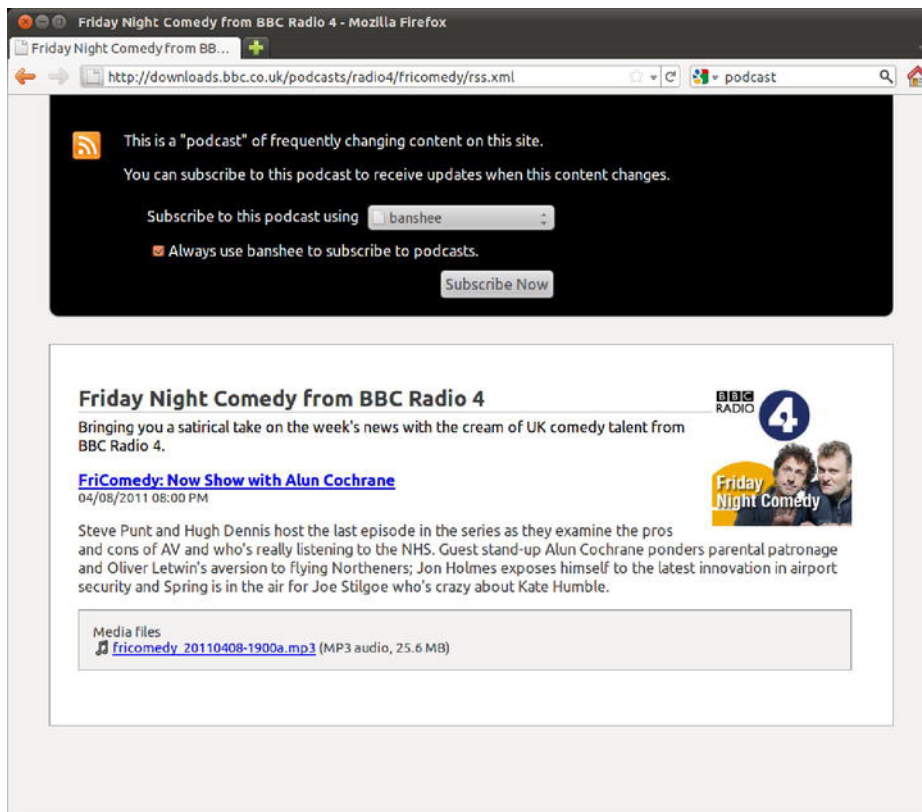 Friday Night Comedy from BBC Radio 4 - Mozilla Firefox
Friday Night Comedy from BB...
http://downloads.bbc.co.uk/podcasts/radio4/fricomedy/rss.xml
podcast
This is a "podcast" of frequently changing content on this site.
You can subscribe to this podcast to receive updates when this content changes.
Subscribe to this podcast using
banshee
Always use banshee to subscribe to podcasts.
Subscribe Now
Friday Night Comedy from BBC Radio 4
Bringing you a satirical take on the week's news with the cream of UK comedy talent from
BBC Radio 4.
BBC
RADIO
4
Friday
Night Comedy
FriComedy: Now Show with Alun Cochrane
04/08/2011 08:00 PM
Steve Punt and Hugh Dennis host the last episode in the series as they examine the pros
and cons of AV and who's really listening to the NHS. Guest stand-up Alun Cochrane ponders parental patronage
and Oliver Letwin's aversion to flying Northeners; Jon Holmes exposes himself to the latest innovation in airport
security and Spring is in the air for Joe Stilgoe who's crazy about Kate Humble.
Media files
fricomedy_20110408-1900a.mp3 (MP3 audio, 25.6 MB)